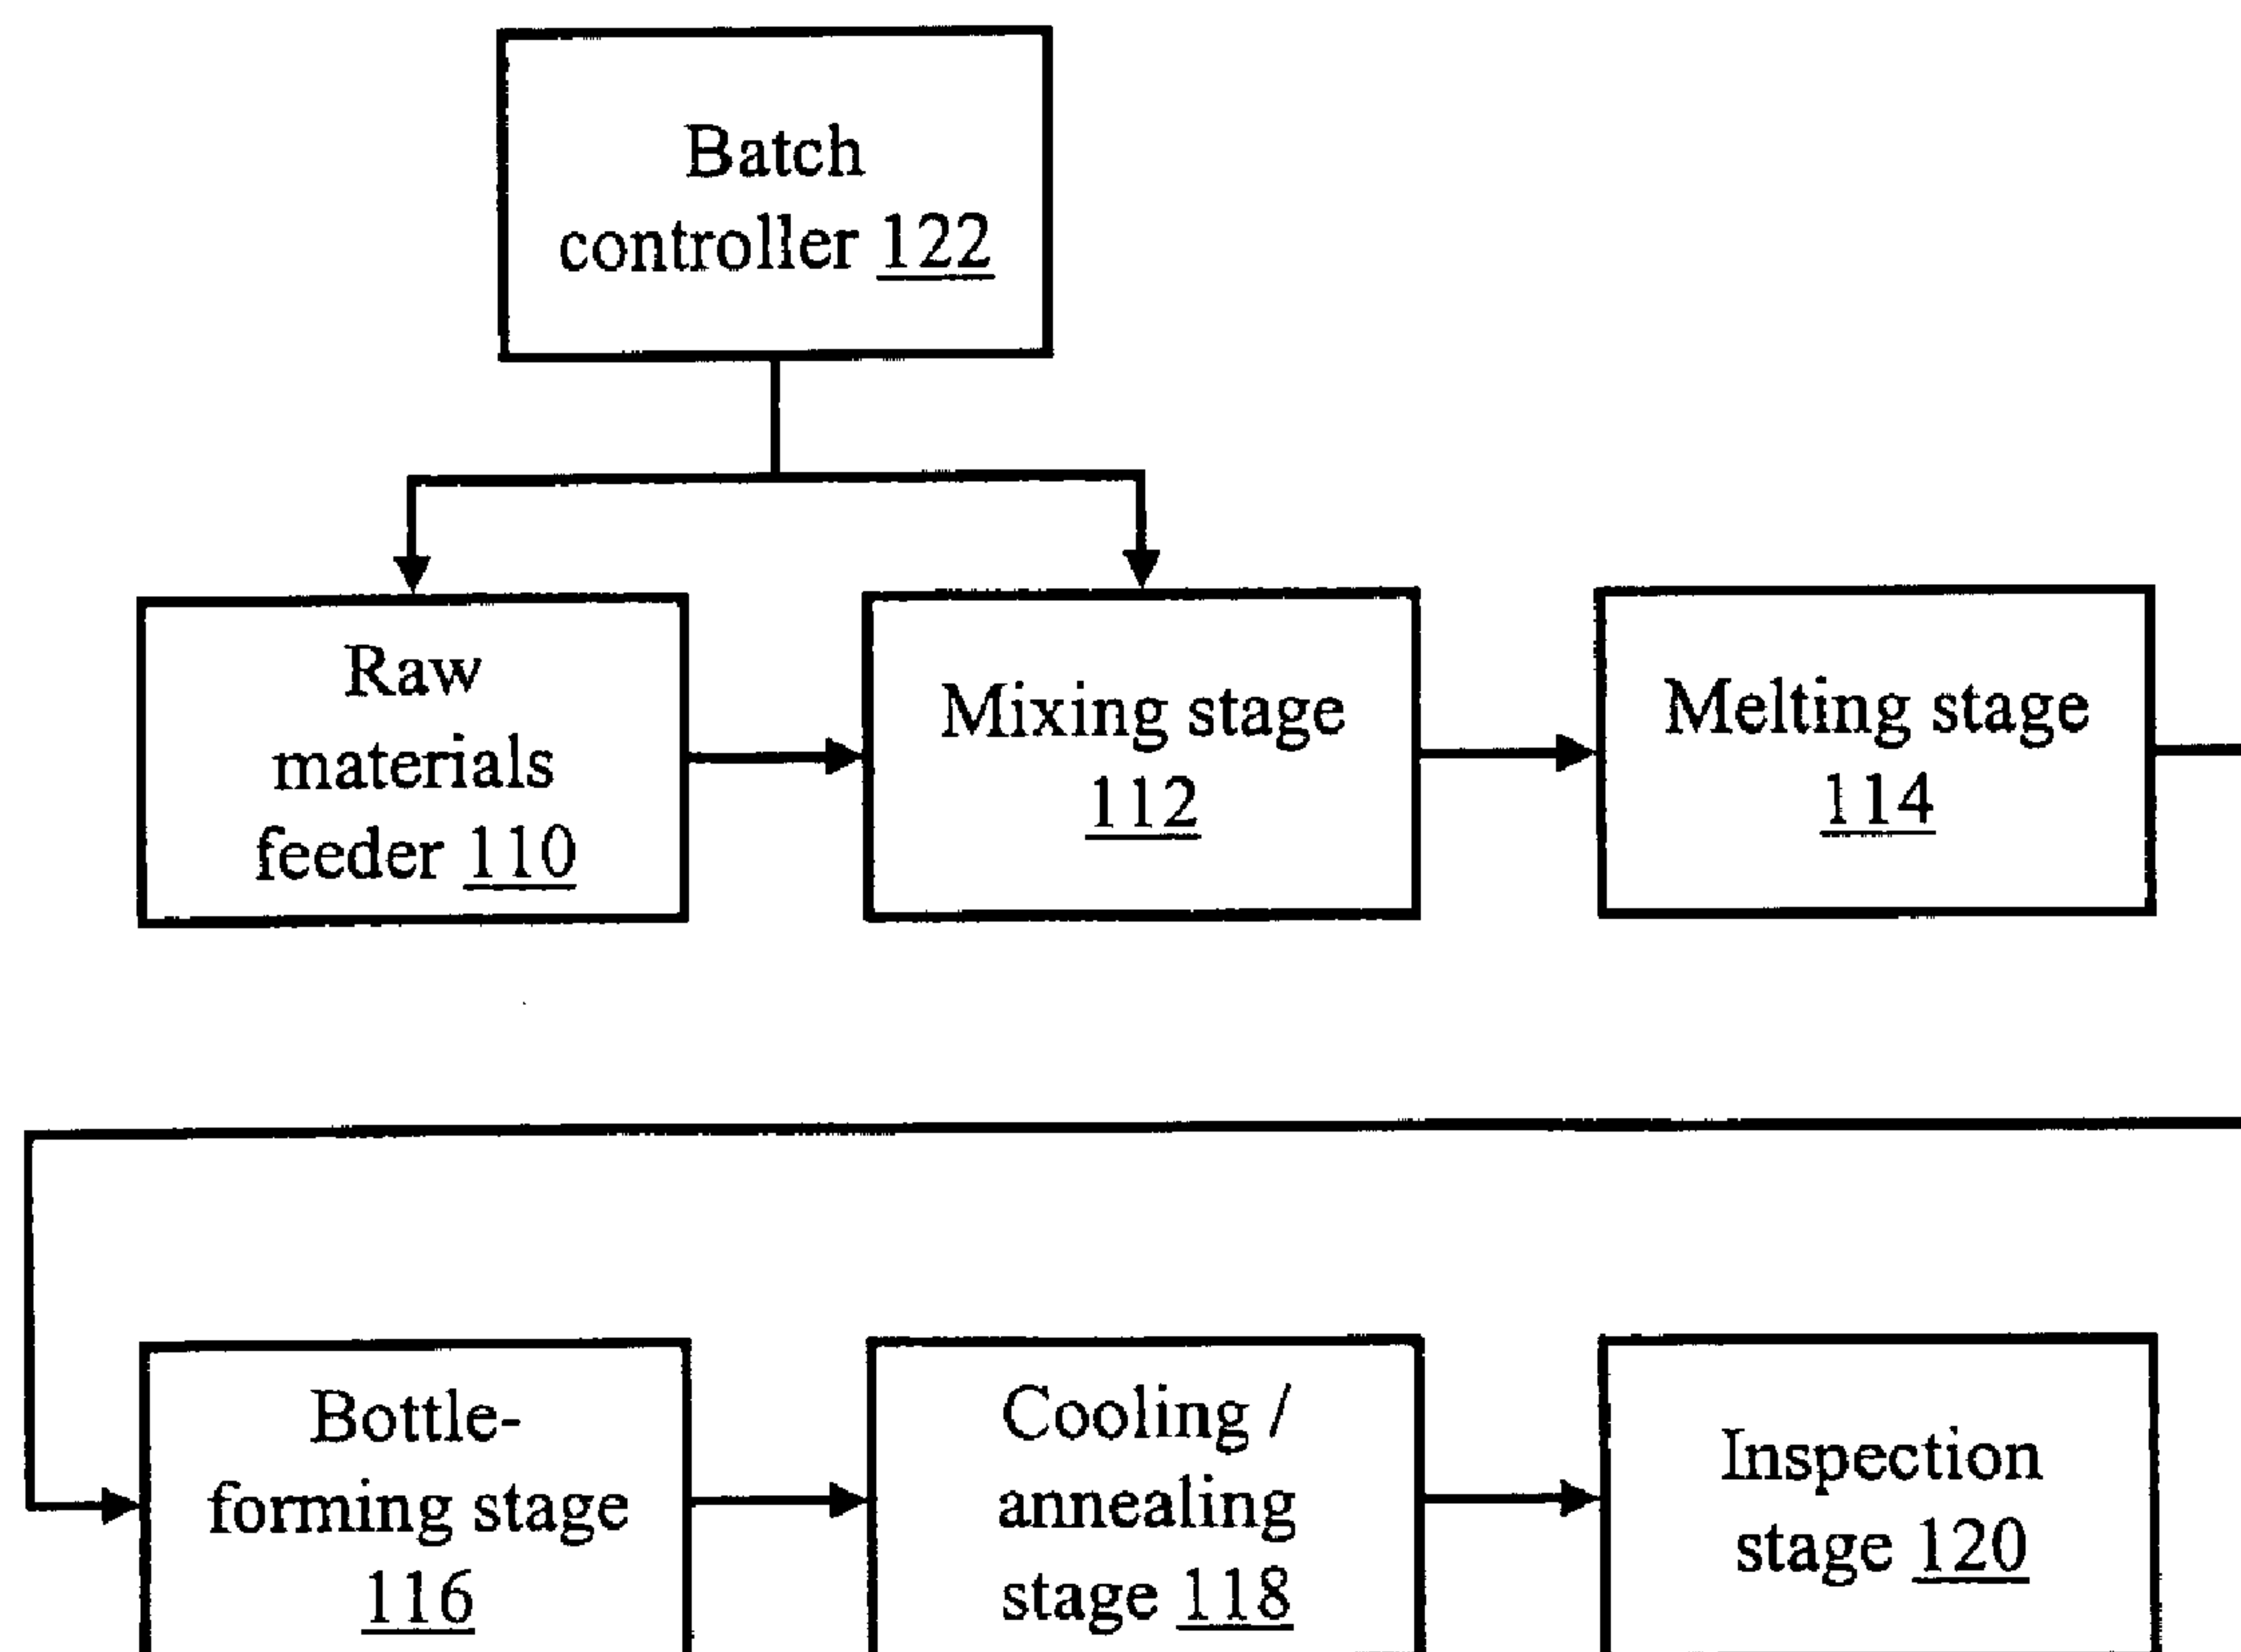 Batch
controller 122
Raw
materials
feeder 110
Mixing stage
112
Melting stage
114
Bottle-
forming stage
116
Cooling /
annealing
stage 118
Inspection
stage 120